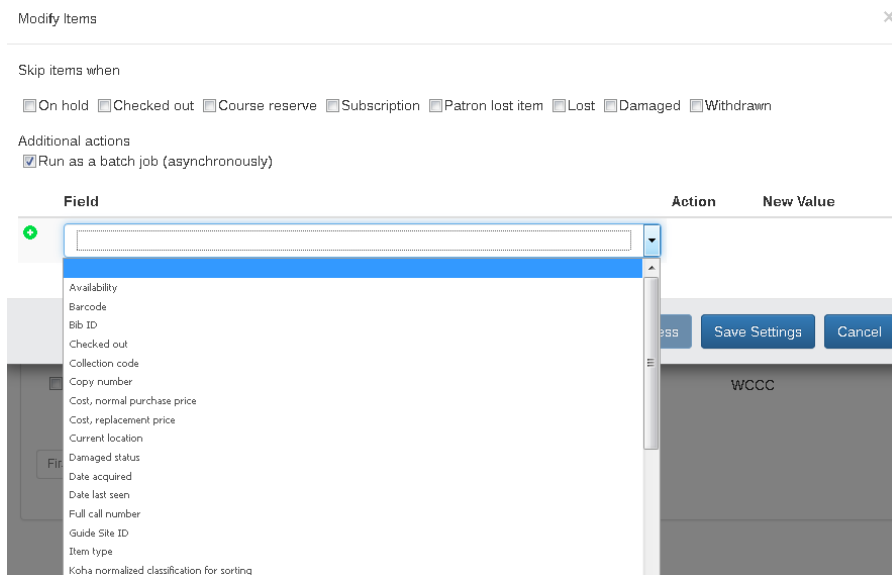 Modify Items
Skip items when
On hold Checked out Course reserve Subscription Patron lost item Lost Damaged Withdrawn
Additional actions
Run as a batch job (asynchronously)
Field Action New Value
Availability
Barcode
Bib ID
Checked out
Collection code
Copy number
Cost, normal purchase price
Cost, replacement price
Current location
Damaged status
Date acquired
Date last seen
Full call number
Guide Site ID
Item type
Koha normalized classification for sorting
Save Settings Cancel
WCCC